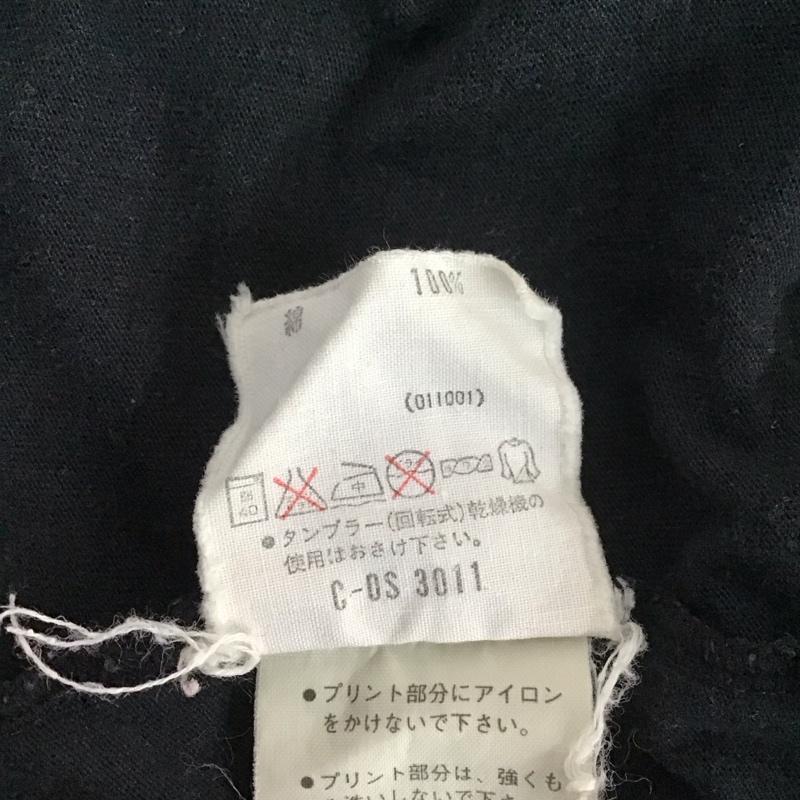 綿 100%
(011001)
中
●タンブラー(回転式)乾燥機の
使用はおさけ下さい。
C-DS 3011
●プリント部分にアイロン
をかけないで下さい。
●プリント部分は、強くも